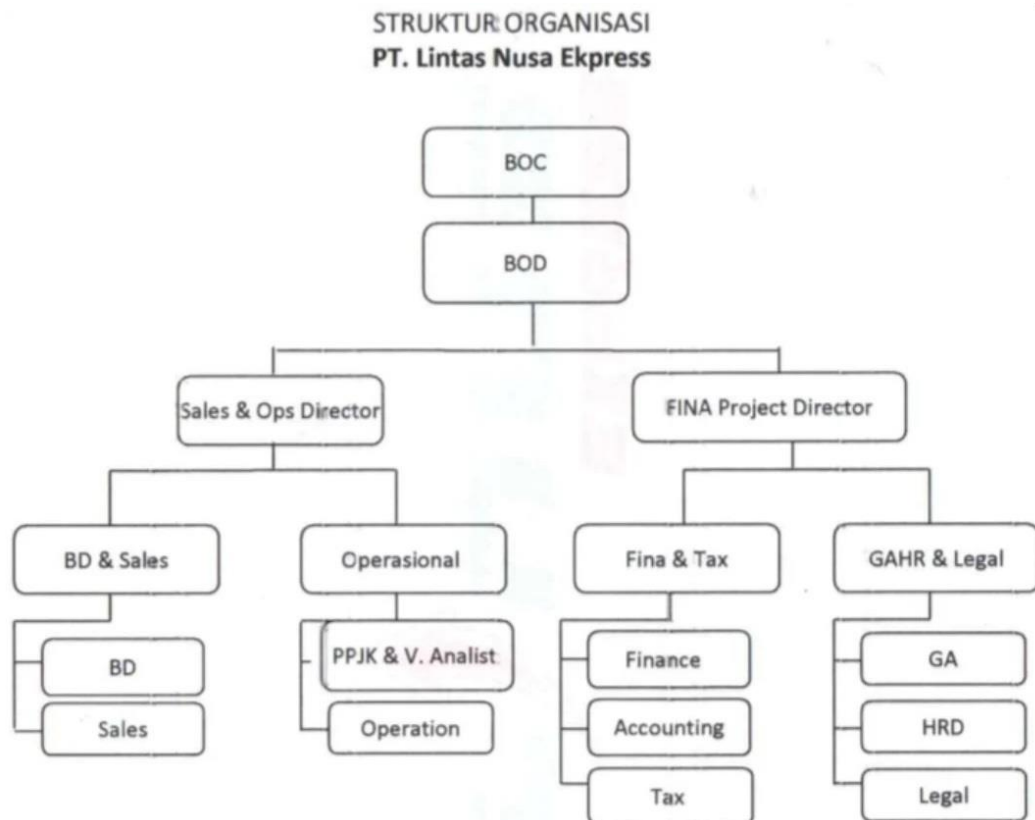 STRUKTUR ORGANISASI
PT. Lintas Nusa Ekpress
BOC
BOD
Sales & Ops Director
FINA Project Director
BD & Sales
Operasional
Fina & Tax
GAHR & Legal
BD
PPJK & V. Analist
Finance
GA
Sales
Operation
Accounting
HRD
Tax
Legal